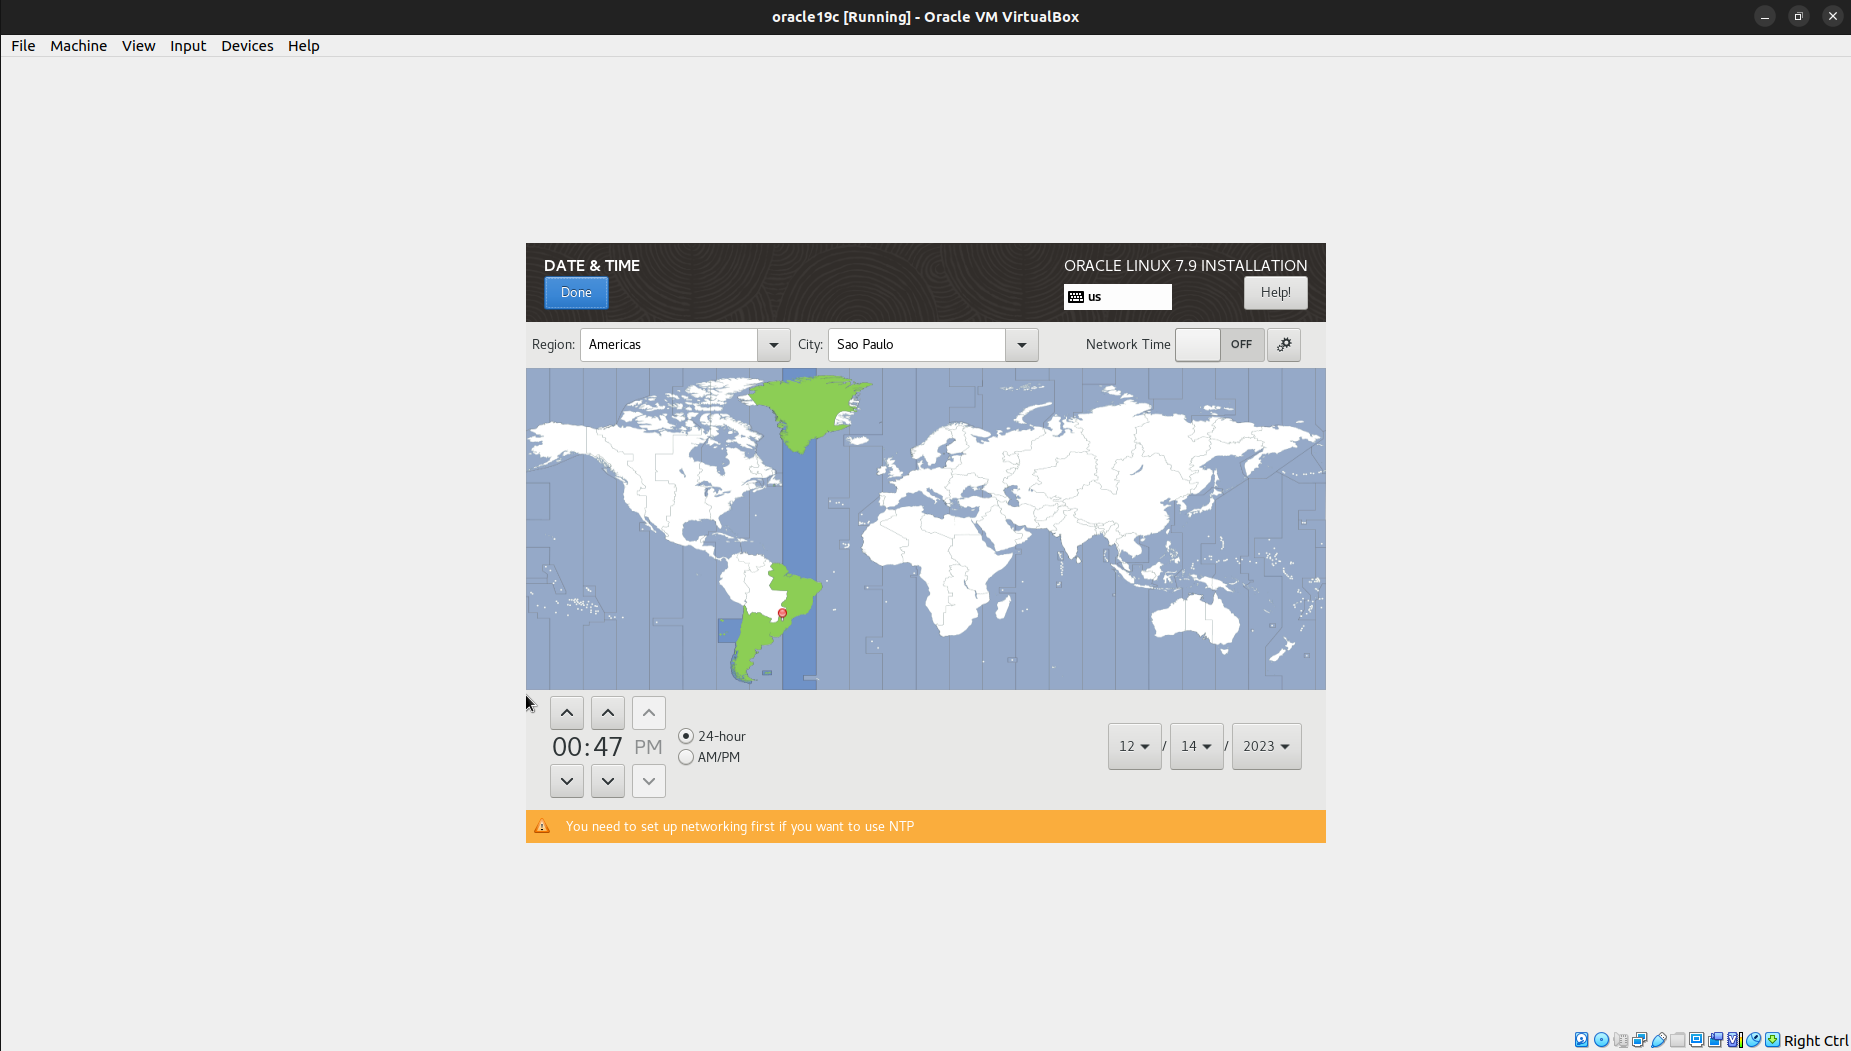 oracle19c [Running] - Oracle VM VirtualBox
File Machine View Input Devices Help
DATE & TIME
ORACLE LINUX 7.9 INSTALLATION
Done
us
Help!
Region: Americas City: Sao Paulo Network Time OFF
00:47 PM
24-hour
AM/PM
12 / 14 / 2023
You need to set up networking first if you want to use NTP
Right Ctrl